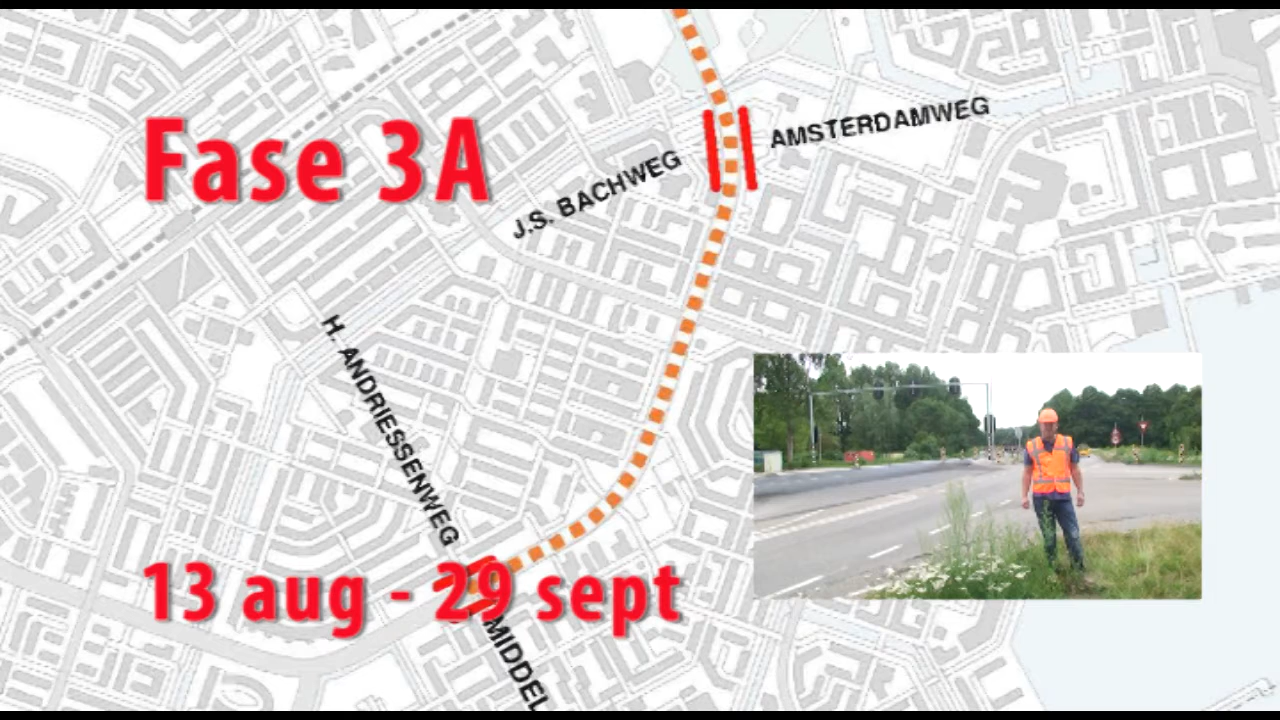 Fase 3A
AMSTERDAMWEG
J.S. BACHWEG
H. ANDRIESSENWEG
13 aug - 29 sept
MIDDEL